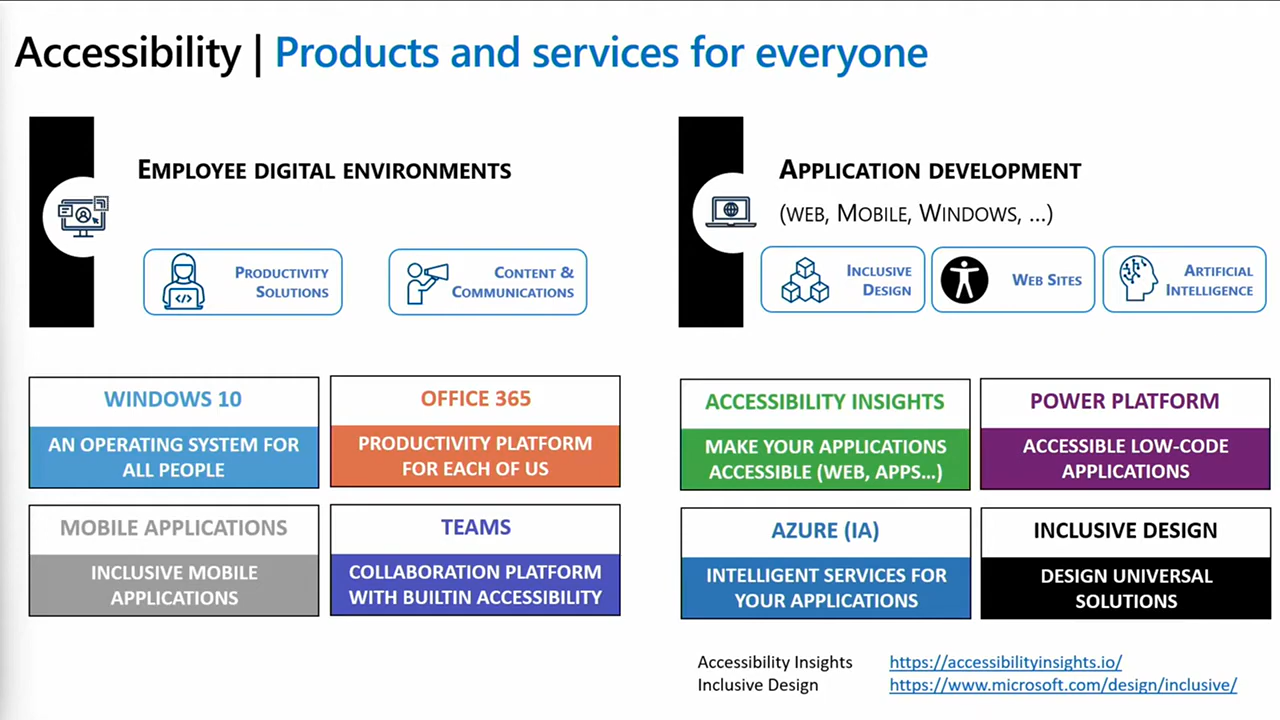 Accessibility | Products and services for everyone
EMPLOYEE DIGITAL ENVIRONMENTS
PRODUCTIVITY
SOLUTIONS
CONTENT &
COMMUNICATIONS
APPLICATION DEVELOPMENT
(WEB, MOBILE, WINDOWS, ...)
INCLUSIVE
DESIGN
WEB SITES
ARTIFICIAL
INTELLIGENCE
WINDOWS 10
AN OPERATING SYSTEM FOR
ALL PEOPLE
OFFICE 365
PRODUCTIVITY PLATFORM
FOR EACH OF US
MOBILE APPLICATIONS
INCLUSIVE MOBILE
APPLICATIONS
TEAMS
COLLABORATION PLATFORM
WITH BUILTIN ACCESSIBILITY
ACCESSIBILITY INSIGHTS
MAKE YOUR APPLICATIONS
ACCESSIBLE (WEB, APPS...)
POWER PLATFORM
ACCESSIBLE LOW-CODE
APPLICATIONS
AZURE (IA)
INTELLIGENT SERVICES FOR
YOUR APPLICATIONS
INCLUSIVE DESIGN
DESIGN UNIVERSAL
SOLUTIONS
Accessibility Insights https://accessibilityinsights.io/
Inclusive Design https://www.microsoft.com/design/inclusive/